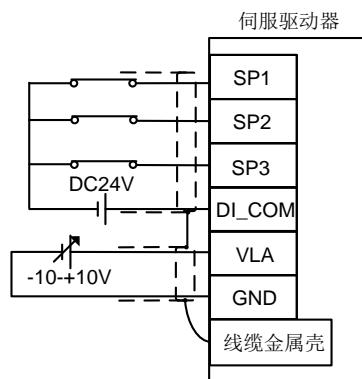 伺服驱动器
SP1
SP2
SP3
DC24V
DI_COM
VLA
-10-+10V
GND
线缆金属壳